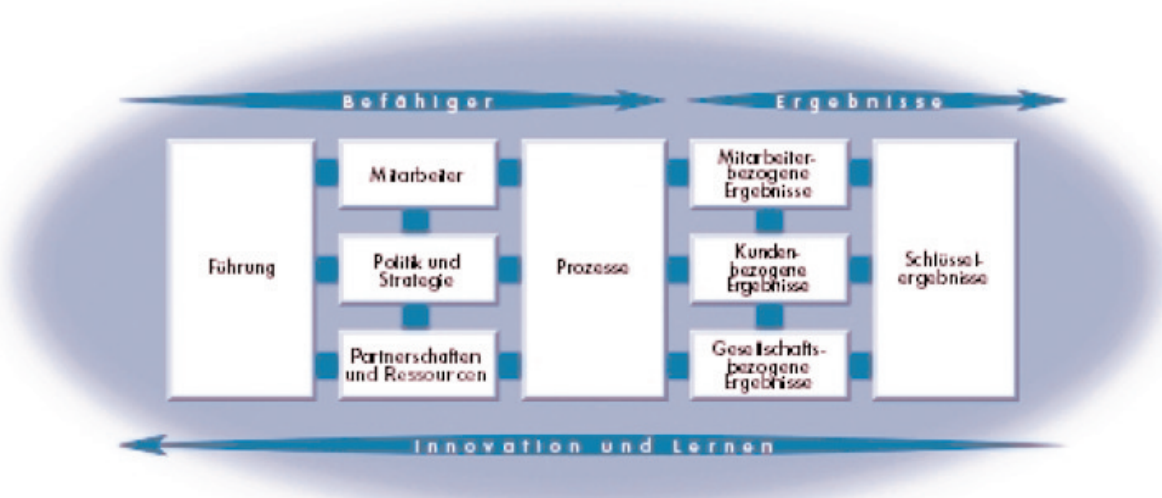 Befähiger
Ergebnisse
Führung
Mitarbeiter
Politik und
Strategie
Partnerschaften
und Ressourcen
Prozesse
Mitarbeiter-
bezogene
Ergebnisse
Kunden-
bezogene
Ergebnisse
Gesellschafts-
bezogene
Ergebnisse
Schlüssel-
ergebnisse
Innovation und Lernen